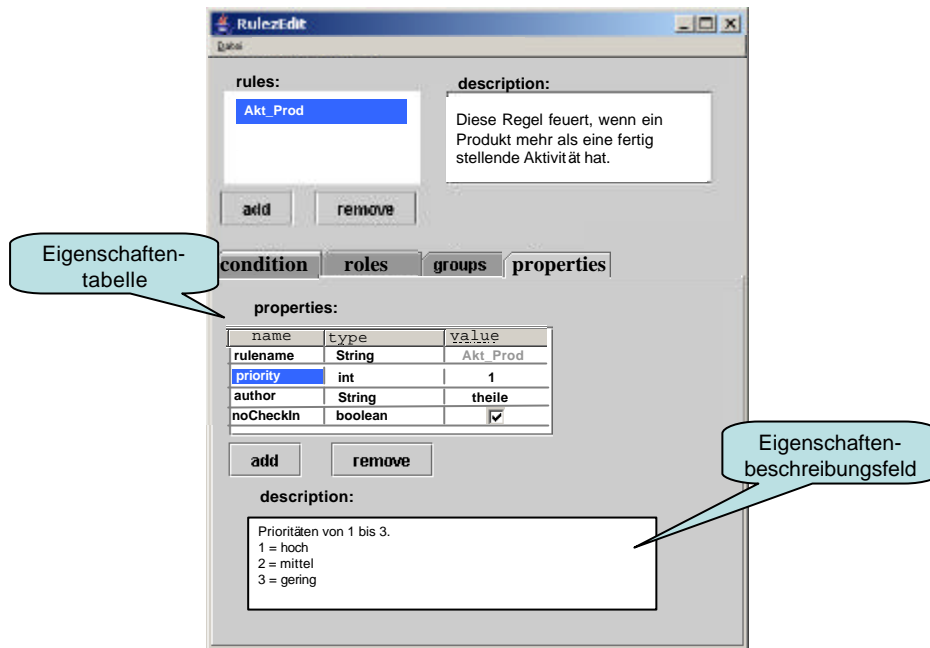 RulezEdit
Datei
rules:
description:
Akt_Prod
Diese Regel feuert, wenn ein
Produkt mehr als eine fertig
stellende Aktivität hat.
add remove
Eigenschaften-
tabelle
condition roles groups properties
properties:
name type value
rulename String Akt_Prod
priority int 1
author String theile
noCheckIn boolean
add remove
Eigenschaften-
beschreibungsfeld
description:
Prioritäten von 1 bis 3.
1 = hoch
2 = mittel
3 = gering